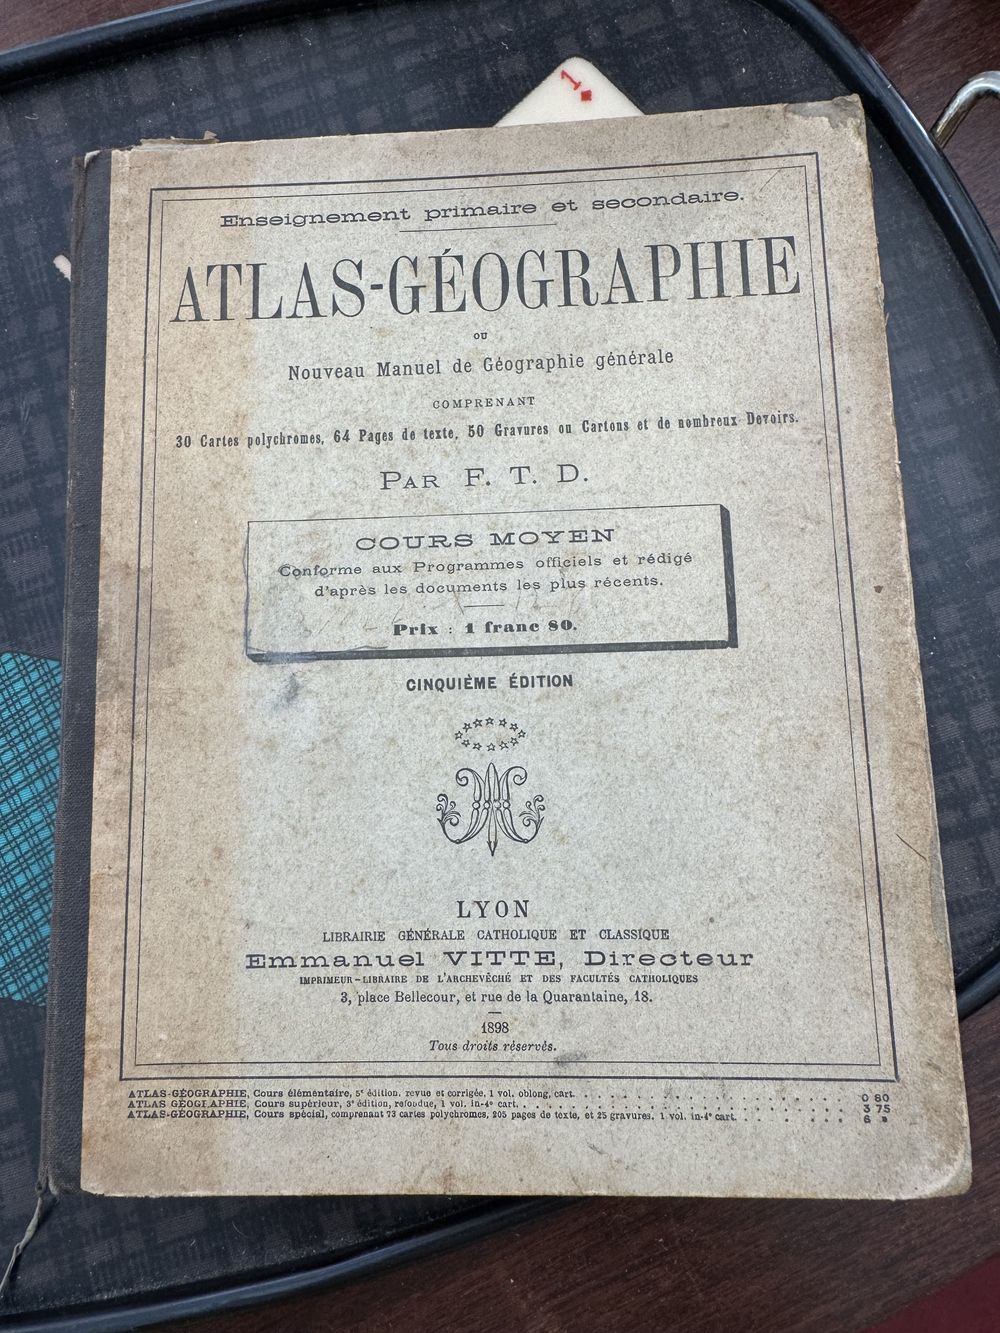 1
Enseignement primaire et secondaire.
ATLAS-GÉOGRAPHIE
OU
Nouveau Manuel de Géographie générale
COMPRENANT
30 Cartes polychromes, 64 Pages de texte, 50 Gravures ou Cartons et de nombreux Devoirs.
PAR F. T. D.
COURS MOYEN
Conforme aux Programmes officiels et rédigé
d'après les documents les plus récents.
Prix : 1 franc 80.
CINQUIÈME ÉDITION
LYON
LIBRAIRIE GÉNÉRALE CATHOLIQUE ET CLASSIQUE
Emmanuel VITTE, Directeur
IMPRIMEUR-LIBRAIRE DE L'ARCHEVÊCHÉ ET DES FACULTÉS CATHOLIQUES
3, place Bellecour, et rue de la Quarantaine, 18.
1898
Tous droits réservés.
ATLAS-GÉOGRAPHIE, Cours élémentaire, 5e édition, revue et corrigée, 1 vol. oblong, cart. . . . . . . . . . . . . . . . . . . 0 80
ATLAS-GÉOGRAPHIE, Cours supérieur, 3e édition, refondue, 1 vol. in-4° cart. . . . . . . . . . . . . . . . . . . . . . . 3 75
ATLAS-GÉOGRAPHIE, Cours spécial, comprenant 73 cartes polychromes, 205 pages de texte, et 25 gravures. 1 vol. in-4° cart. . . . . . . 6 »